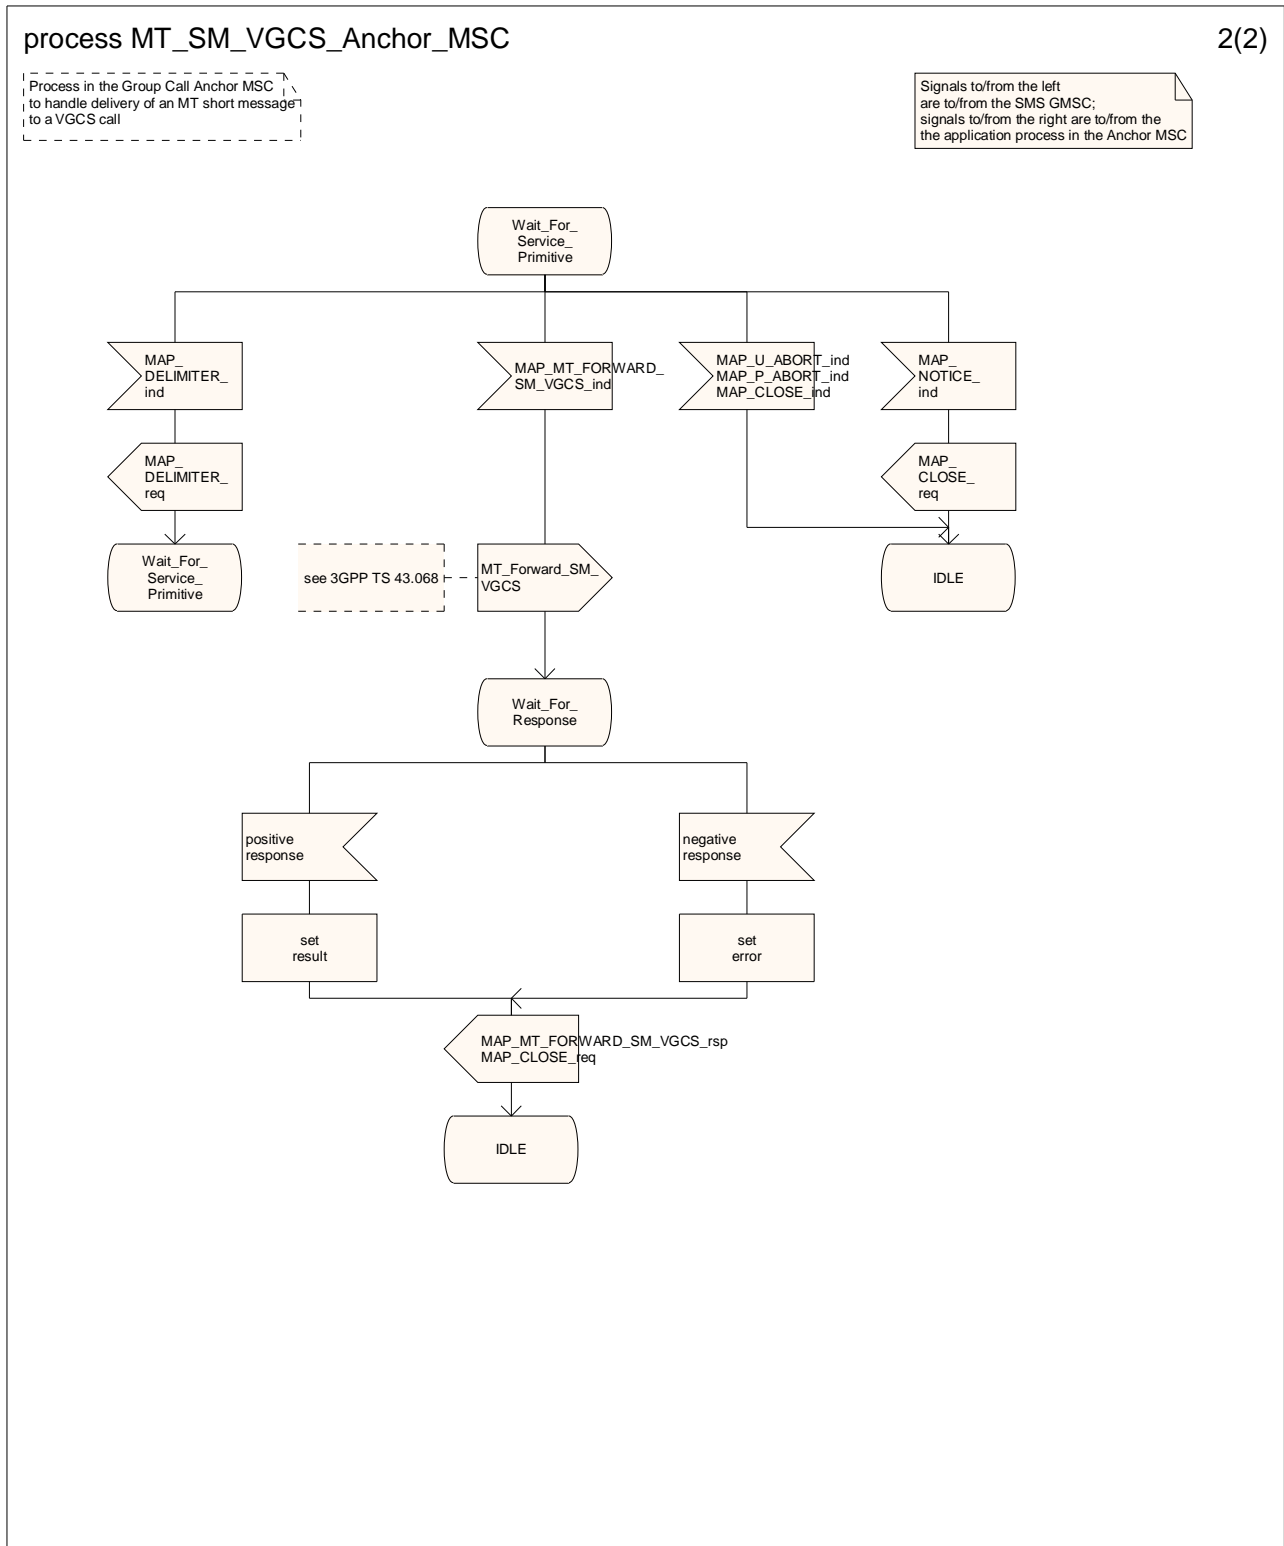 process MT_SM_VGCS_Anchor_MSC
2(2)
Process in the Group Call Anchor MSC
to handle delivery of an MT short message
to a VGCS call
Signals to/from the left
are to/from the SMS GMSC;
signals to/from the right are to/from the
the application process in the Anchor MSC
Wait_For_
Service_
Primitive
MAP_
DELIMITER_
ind
MAP_MT_FORWARD_
SM_VGCS_ind
MAP_U_ABORT_ind
MAP_P_ABORT_ind
MAP_CLOSE_ind
MAP_
NOTICE_
ind
MAP_
DELIMITER_
req
MAP_
CLOSE_
req
Wait_For_
Service_
Primitive
see 3GPP TS 43.068
MT_Forward_SM_
VGCS
IDLE
Wait_For_
Response
positive
response
negative
response
set
result
set
error
MAP_MT_FORWARD_SM_VGCS_rsp
MAP_CLOSE_req
IDLE